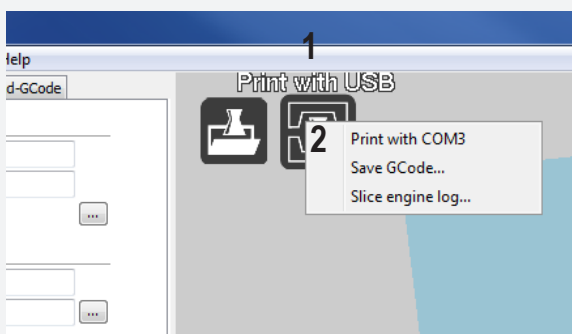 1
Help
d-GCode
Print with USB
2
Print with COM3
Save GCode...
Slice engine log...
...
...